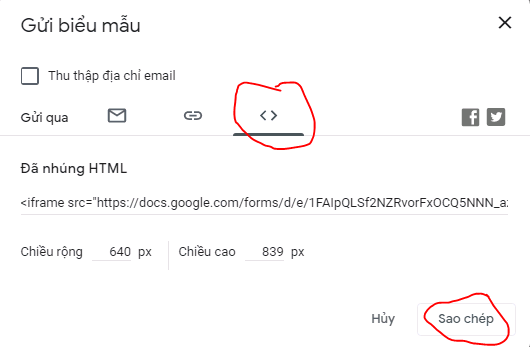 Gửi biểu mẫu
Thu thập địa chỉ email
Gửi qua
Đã nhúng HTML
<iframe src="https://docs.google.com/forms/d/e/1FAIpQLSf2NZRvorFxOCQ5NNN_a
Chiều rộng 640 px Chiều cao 839 px
Hủy Sao chép